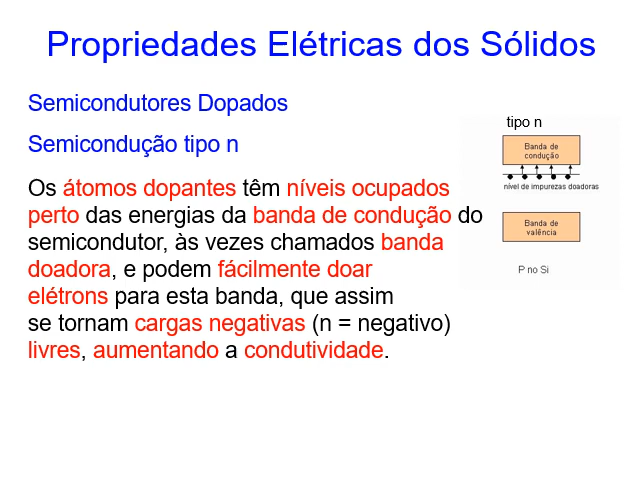 Propriedades Elétricas dos Sólidos
Semicondutores Dopados
Semicondução tipo n
Os átomos dopantes têm níveis ocupados
perto das energias da banda de condução do
semicondutor, às vezes chamados banda
doadora, e podem fácilmente doar
elétrons para esta banda, que assim
se tornam cargas negativas (n = negativo)
livres, aumentando a condutividade.
tipo n
Banda de
condução
nível de impurezas doadoras
Banda de
valência
P no Si